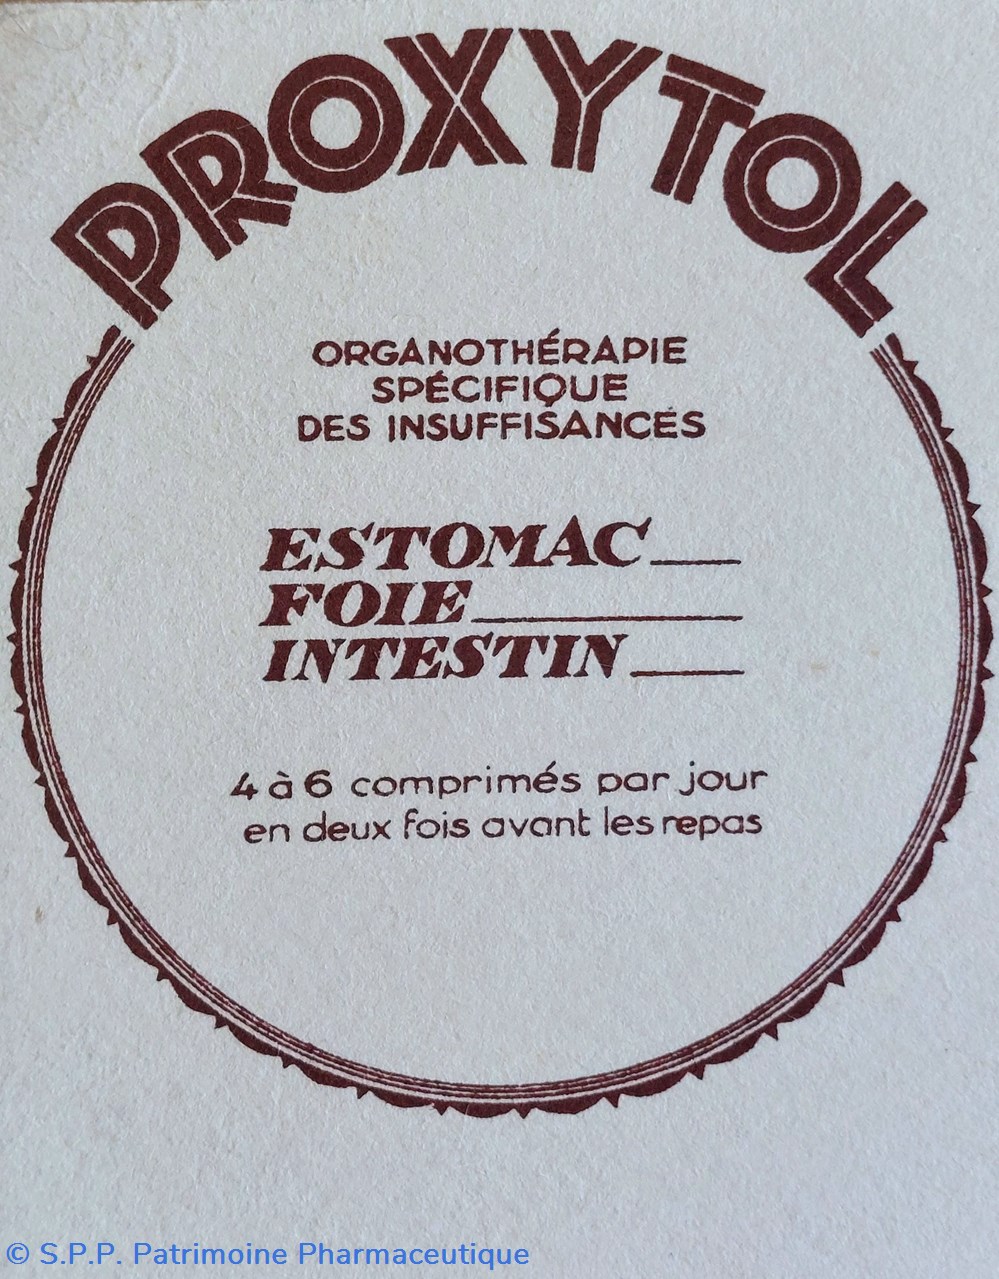 PROXYTOL
ORGANOTHÉRAPIE
SPÉCIFIQUE
DES INSUFFISANCES
ESTOMAC
FOIE
INTESTIN
4 à 6 comprimés par jour
en deux fois avant les repas
© S.P.P. Patrimoine Pharmaceutique